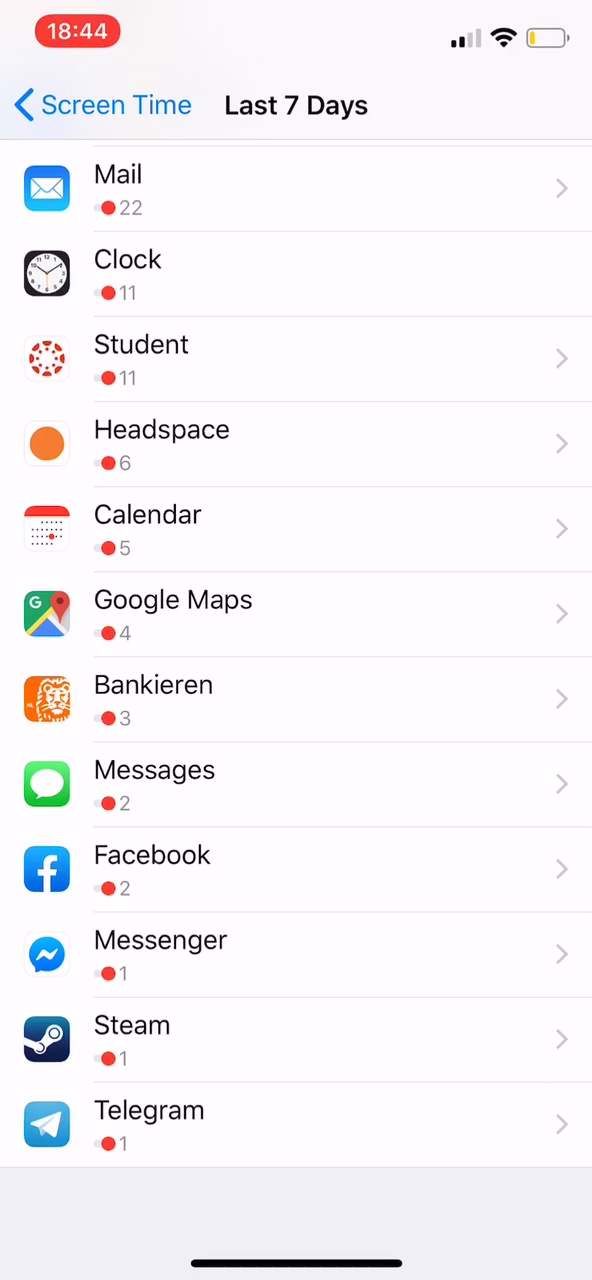 18:44
Screen Time
Last 7 Days
Mail
22
Clock
11
Student
11
Headspace
6
Calendar
5
G
Google Maps
4
Bankieren
3
Messages
2
Facebook
2
Messenger
1
Steam
1
Telegram
1